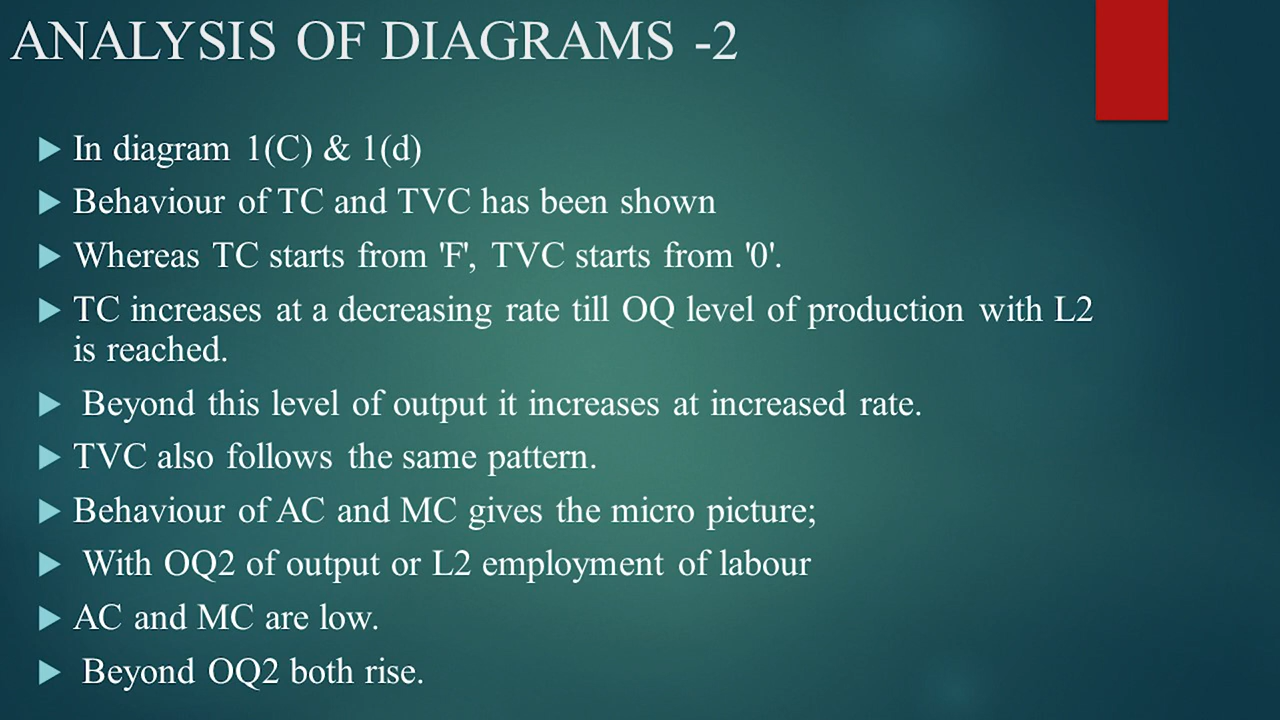 ANALYSIS OF DIAGRAMS -2
In diagram 1(C) & 1(d)
Behaviour of TC and TVC has been shown
Whereas TC starts from 'F', TVC starts from '0'.
TC increases at a decreasing rate till OQ level of production with L2
is reached.
Beyond this level of output it increases at increased rate.
TVC also follows the same pattern.
Behaviour of AC and MC gives the micro picture;
With OQ2 of output or L2 employment of labour
AC and MC are low.
Beyond OQ2 both rise.